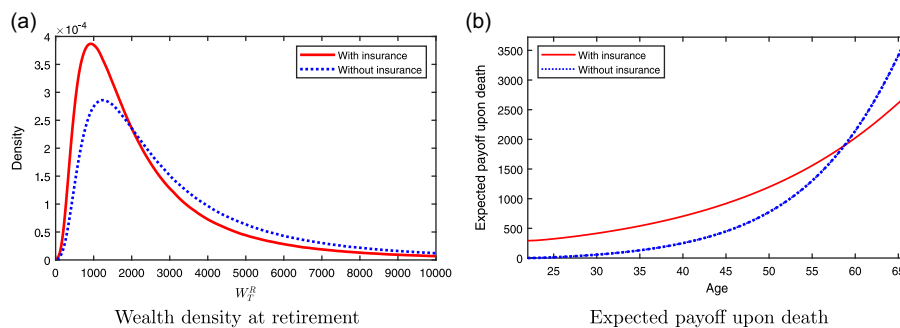 (a)
×10⁻⁴
4
3.5
3
2.5
2
1.5
1
0.5
0
Density
With insurance
Without insurance
0 1000 2000 3000 4000 5000 6000 7000 8000 9000 10000
W_T^R
Wealth density at retirement
(b)
3500
3000
2500
2000
1500
1000
500
0
Expected payoff upon death
With insurance
Without insurance
25 30 35 40 45 50 55 60 65
Age
Expected payoff upon death